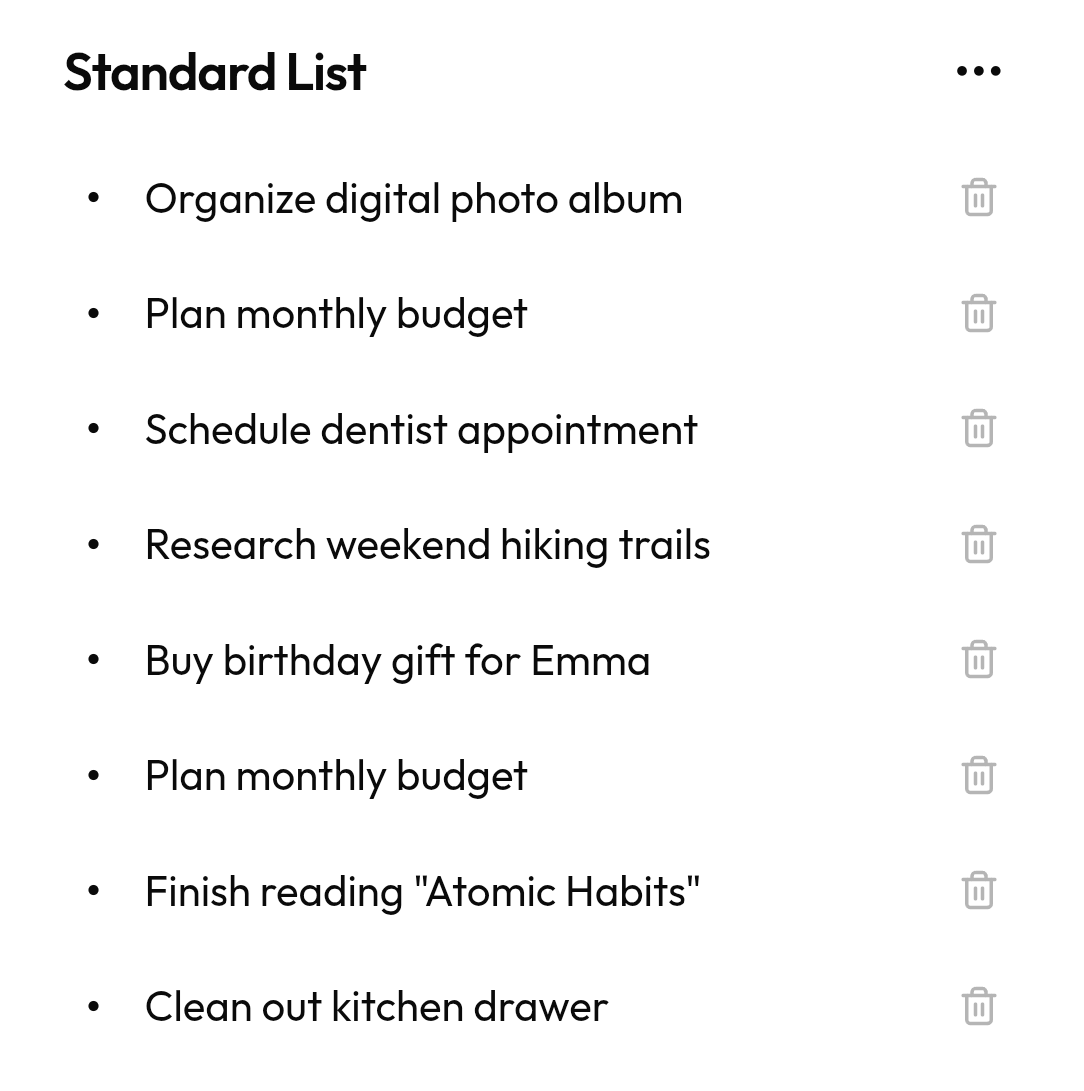 Standard List
• Organize digital photo album
• Plan monthly budget
• Schedule dentist appointment
• Research weekend hiking trails
• Buy birthday gift for Emma
• Plan monthly budget
• Finish reading "Atomic Habits"
• Clean out kitchen drawer